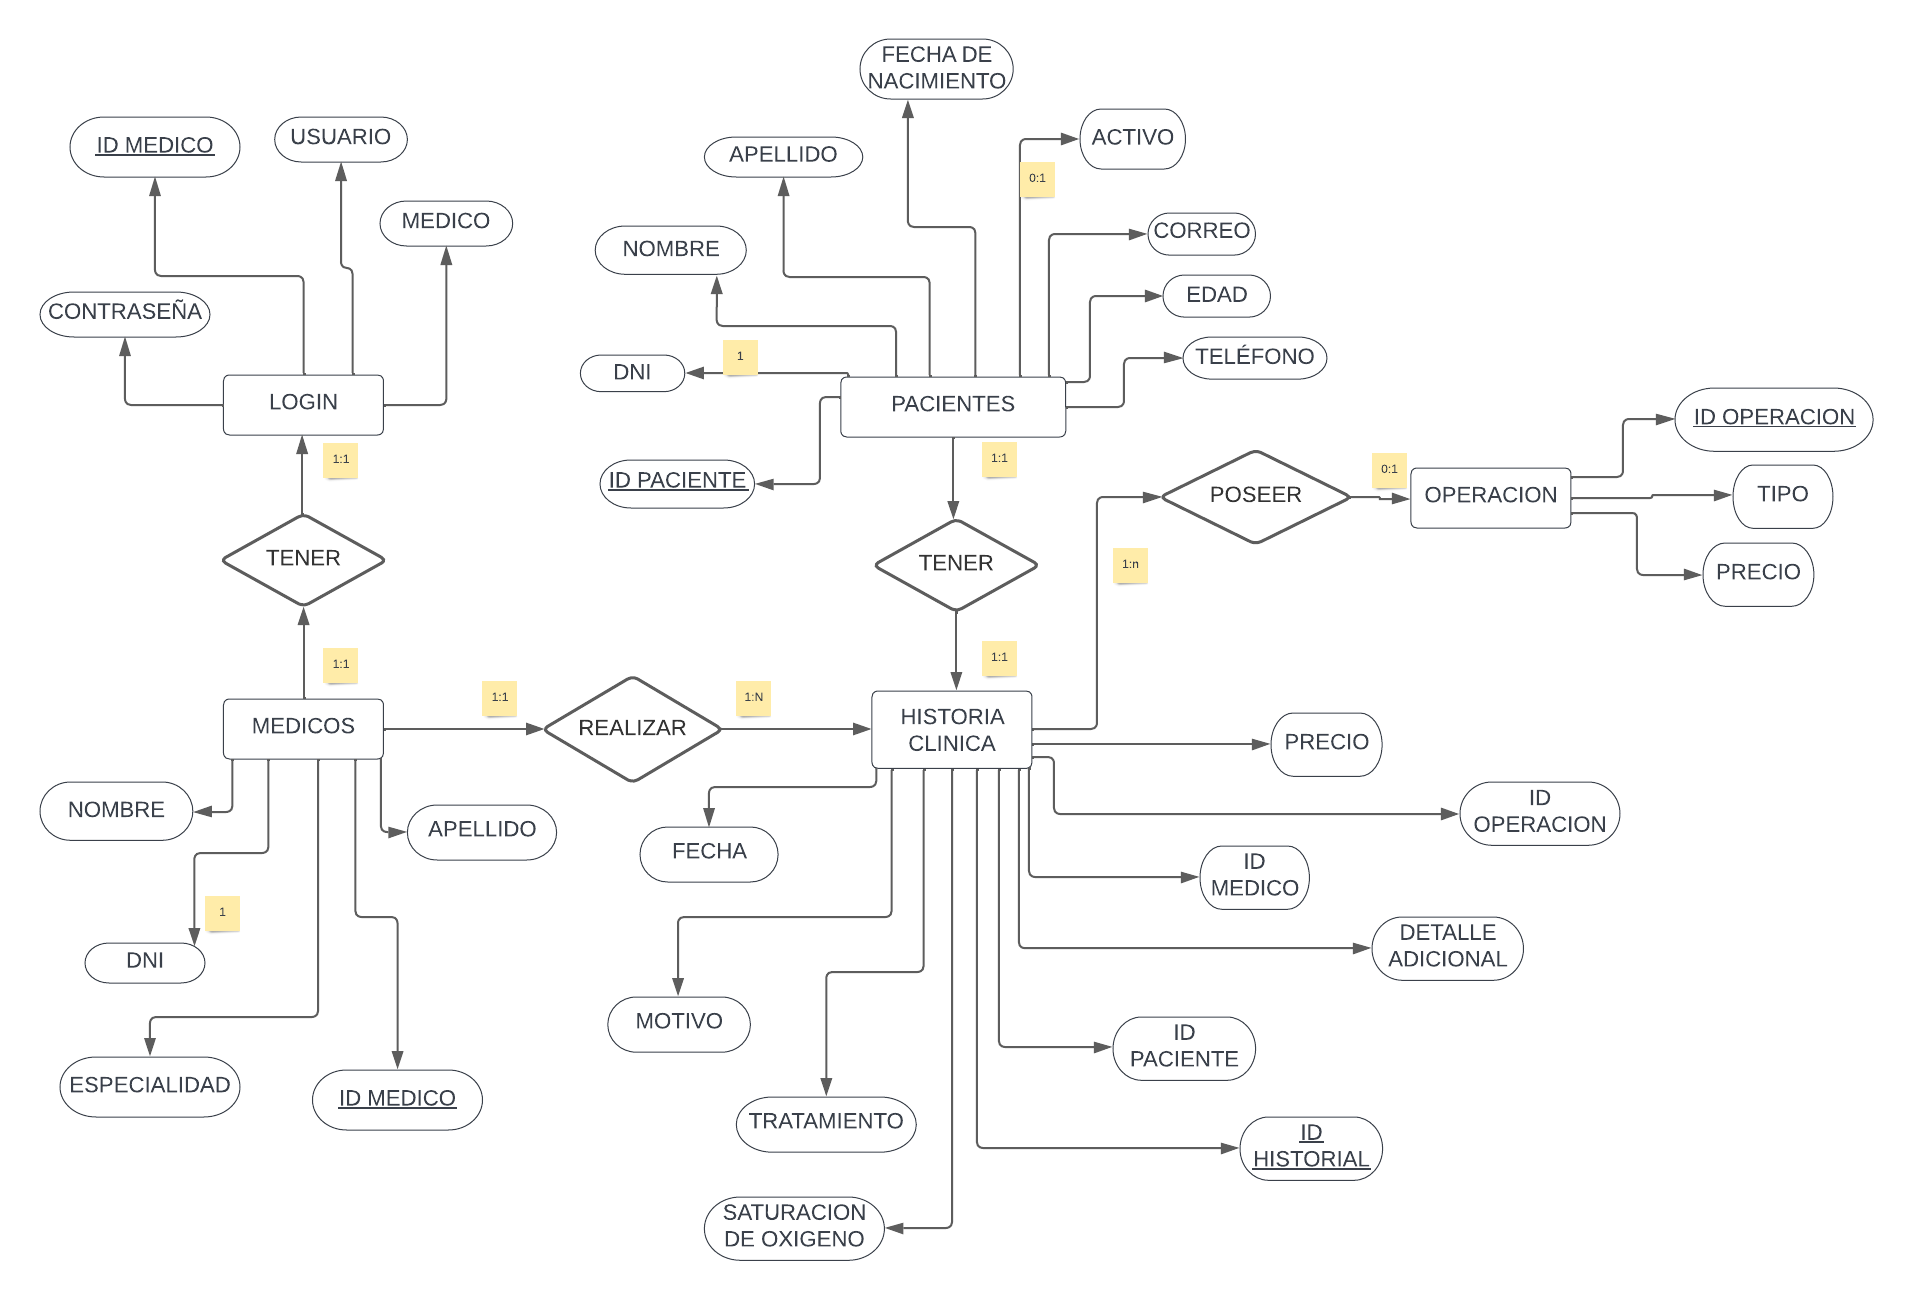 FECHA DE
NACIMIENTO
ID MEDICO
USUARIO
APELLIDO
ACTIVO
0:1
MEDICO
NOMBRE
CORREO
CONTRASEÑA
EDAD
DNI
1
TELÉFONO
LOGIN
PACIENTES
ID OPERACION
1:1
1:1
ID PACIENTE
POSEER
0:1
OPERACION
TIPO
TENER
TENER
1:n
PRECIO
1:1
1:1
MEDICOS
1:1
REALIZAR
1:N
HISTORIA
CLINICA
PRECIO
NOMBRE
APELLIDO
FECHA
ID
OPERACION
ID
MEDICO
1
DNI
DETALLE
ADICIONAL
MOTIVO
ID
PACIENTE
ESPECIALIDAD
ID MEDICO
TRATAMIENTO
ID
HISTORIAL
SATURACION
DE OXIGENO